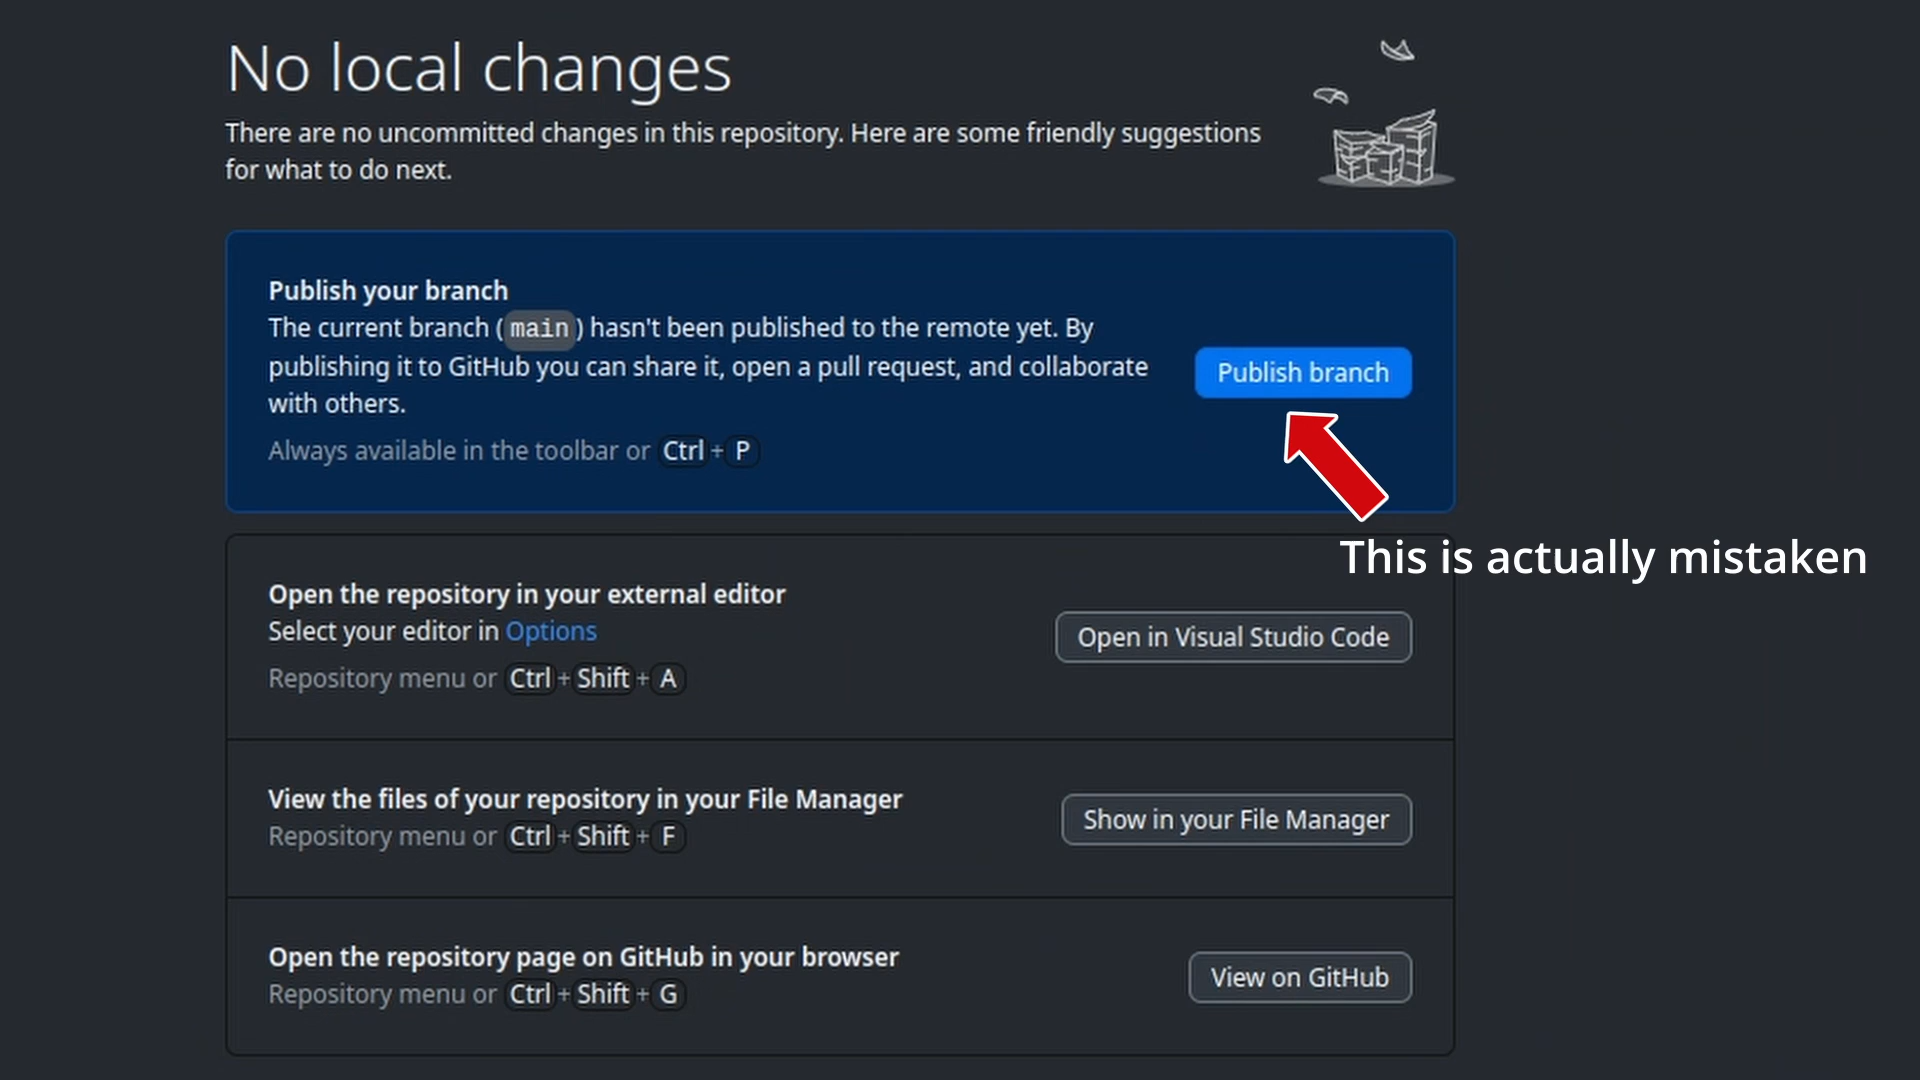 No local changes
There are no uncommitted changes in this repository. Here are some friendly suggestions
for what to do next.
Publish your branch
The current branch (main) hasn't been published to the remote yet. By
publishing it to GitHub you can share it, open a pull request, and collaborate
with others.
Always available in the toolbar or Ctrl + P
Publish branch
This is actually mistaken
Open the repository in your external editor
Select your editor in Options
Repository menu or Ctrl + Shift + A
Open in Visual Studio Code
View the files of your repository in your File Manager
Repository menu or Ctrl + Shift + F
Show in your File Manager
Open the repository page on GitHub in your browser
Repository menu or Ctrl + Shift + G
View on GitHub